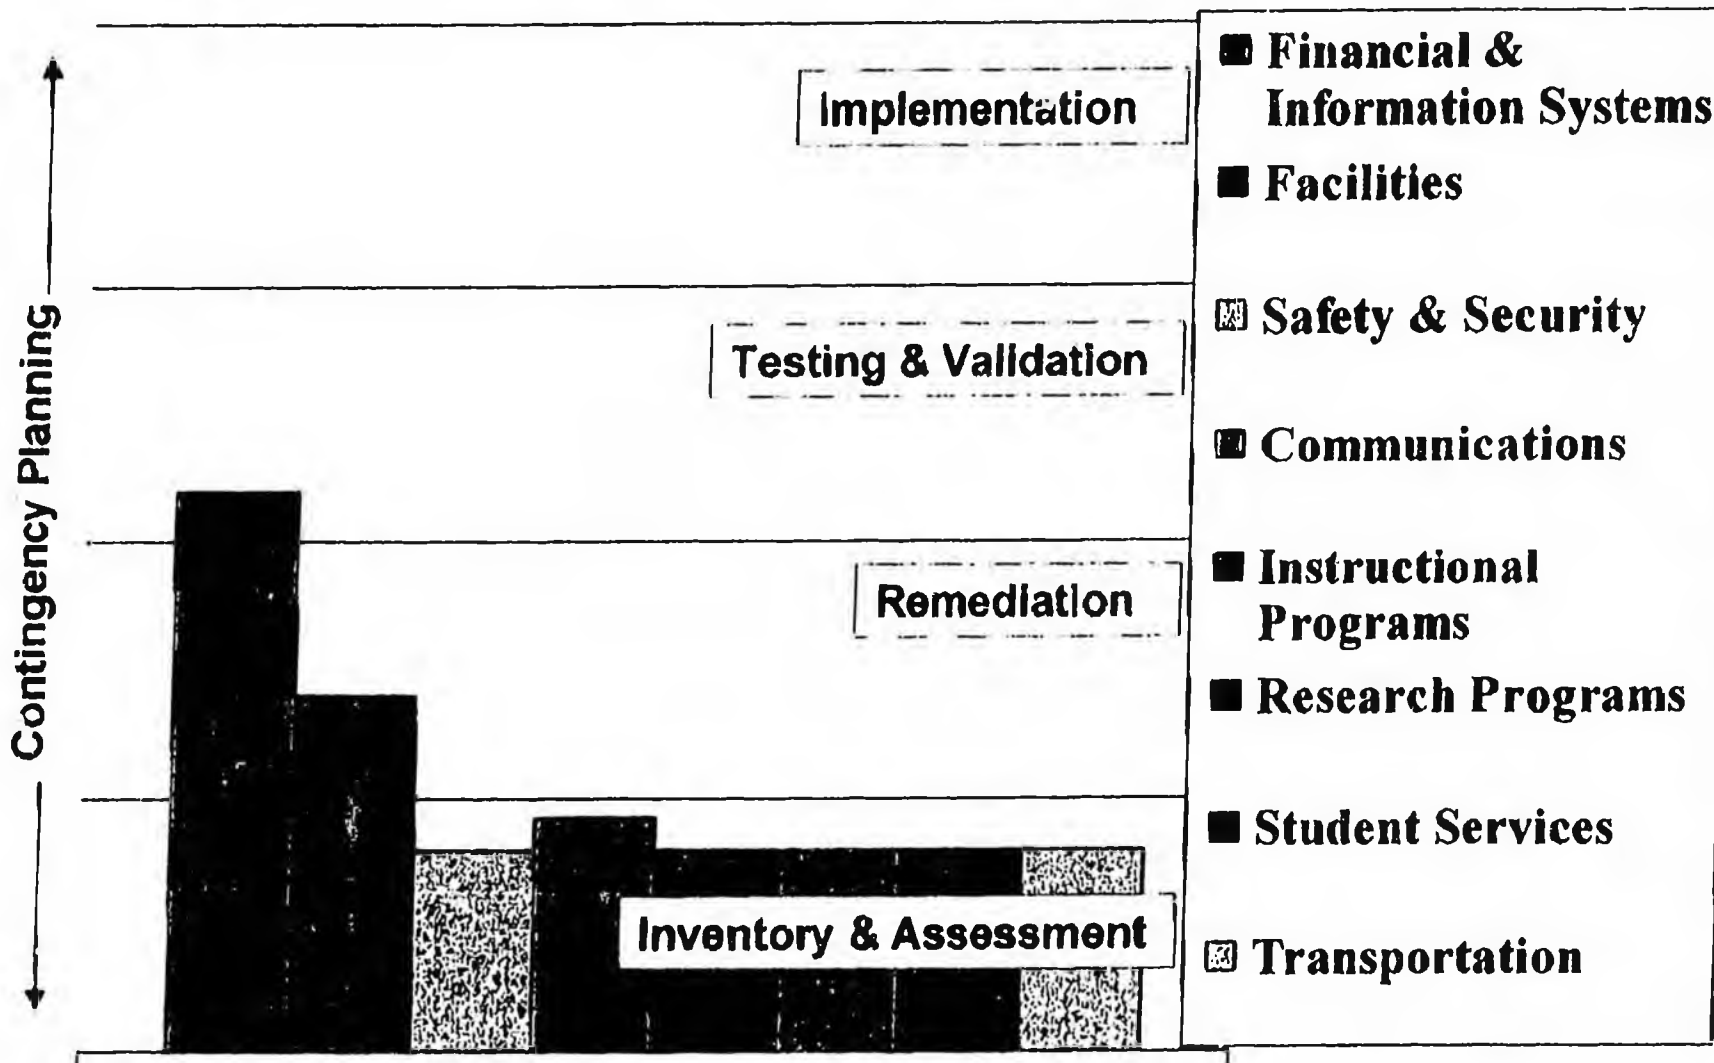 Contingency Planning
Implementation
Testing & Validation
Remediation
Inventory & Assessment
Financial &
Information Systems
Facilities
Safety & Security
Communications
Instructional
Programs
Research Programs
Student Services
Transportation